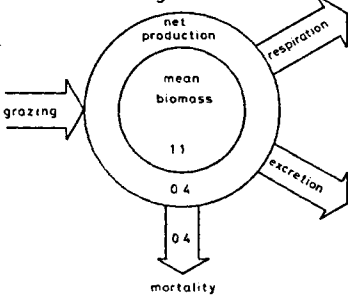 net
production
respiration
mean
biomass
grazing
11
04
excretion
04
mortality